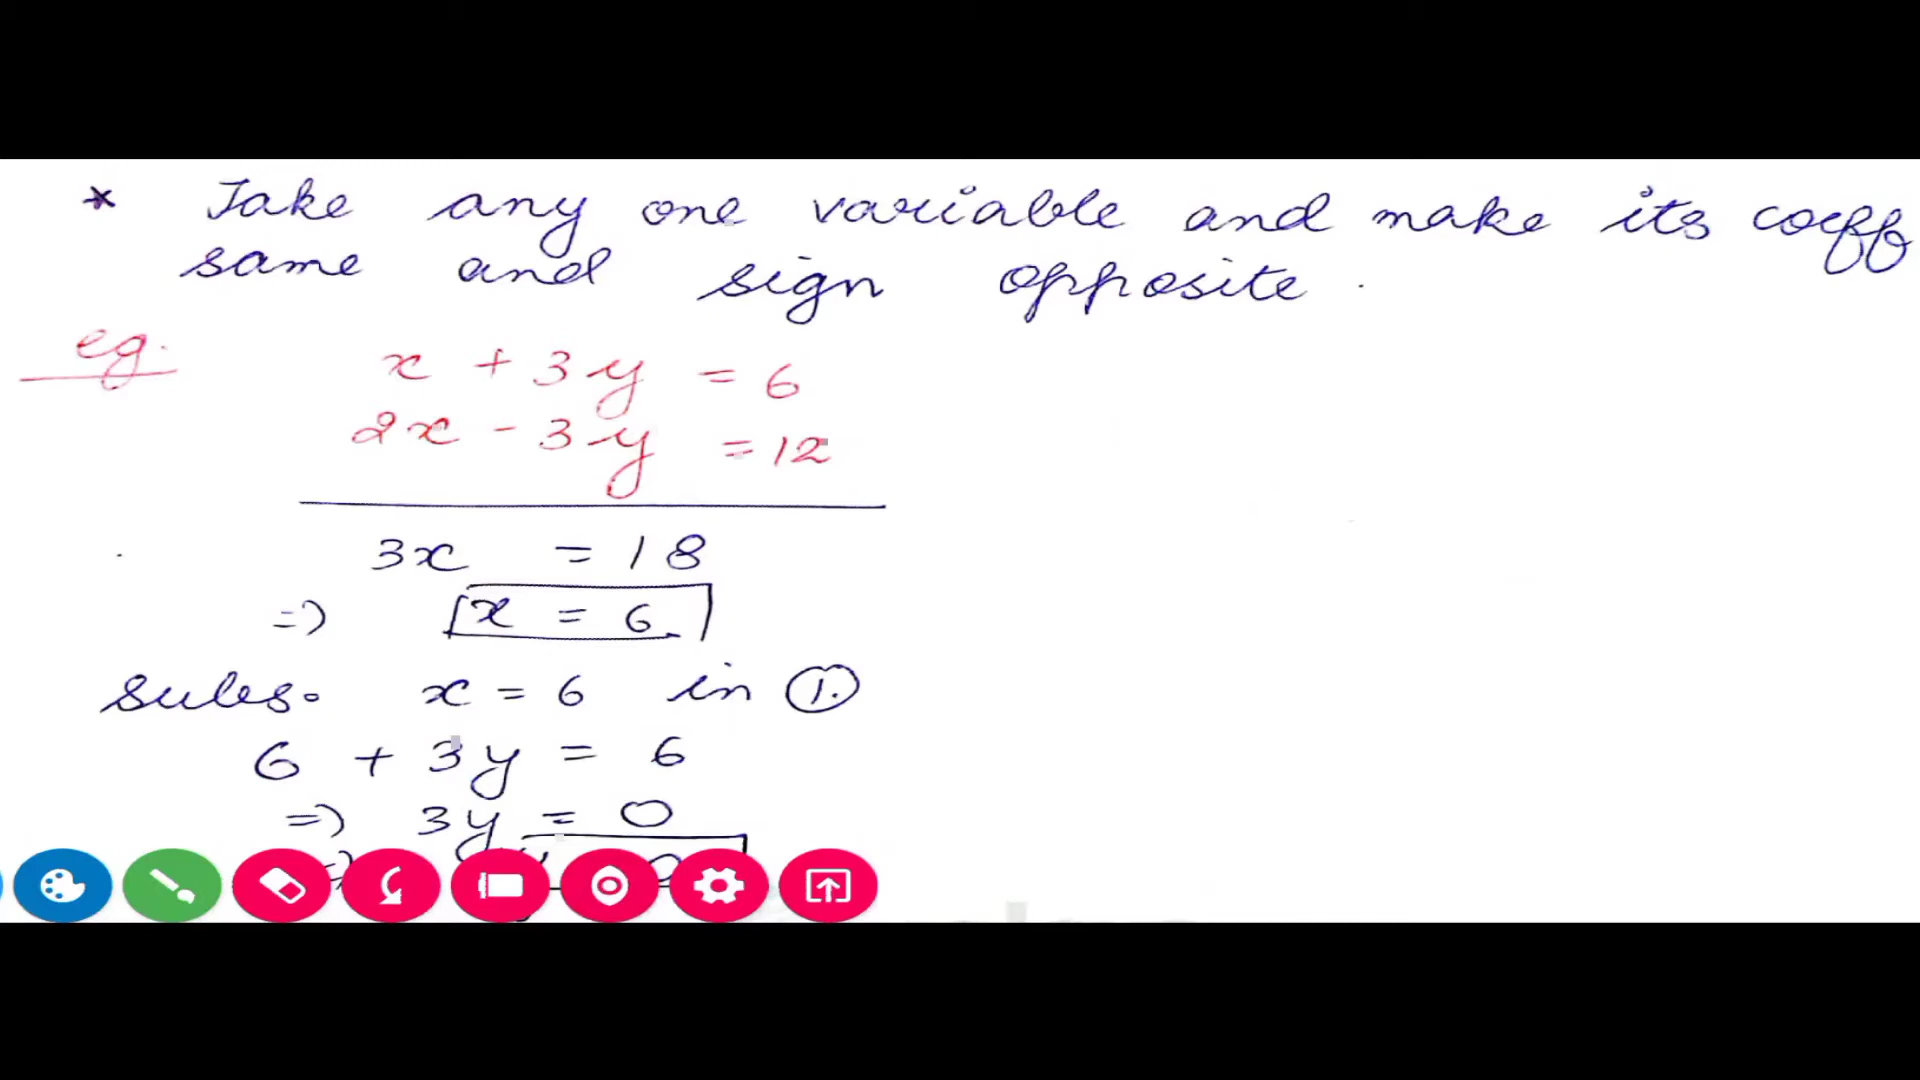 * Take any one variable and make its coeff
same and sign opposite.
eg.
x + 3y = 6
2x - 3y = 12
3x = 18
=) x = 6.
subs. x = 6 in 1.
6 + 3y = 6
=) 3y = 0